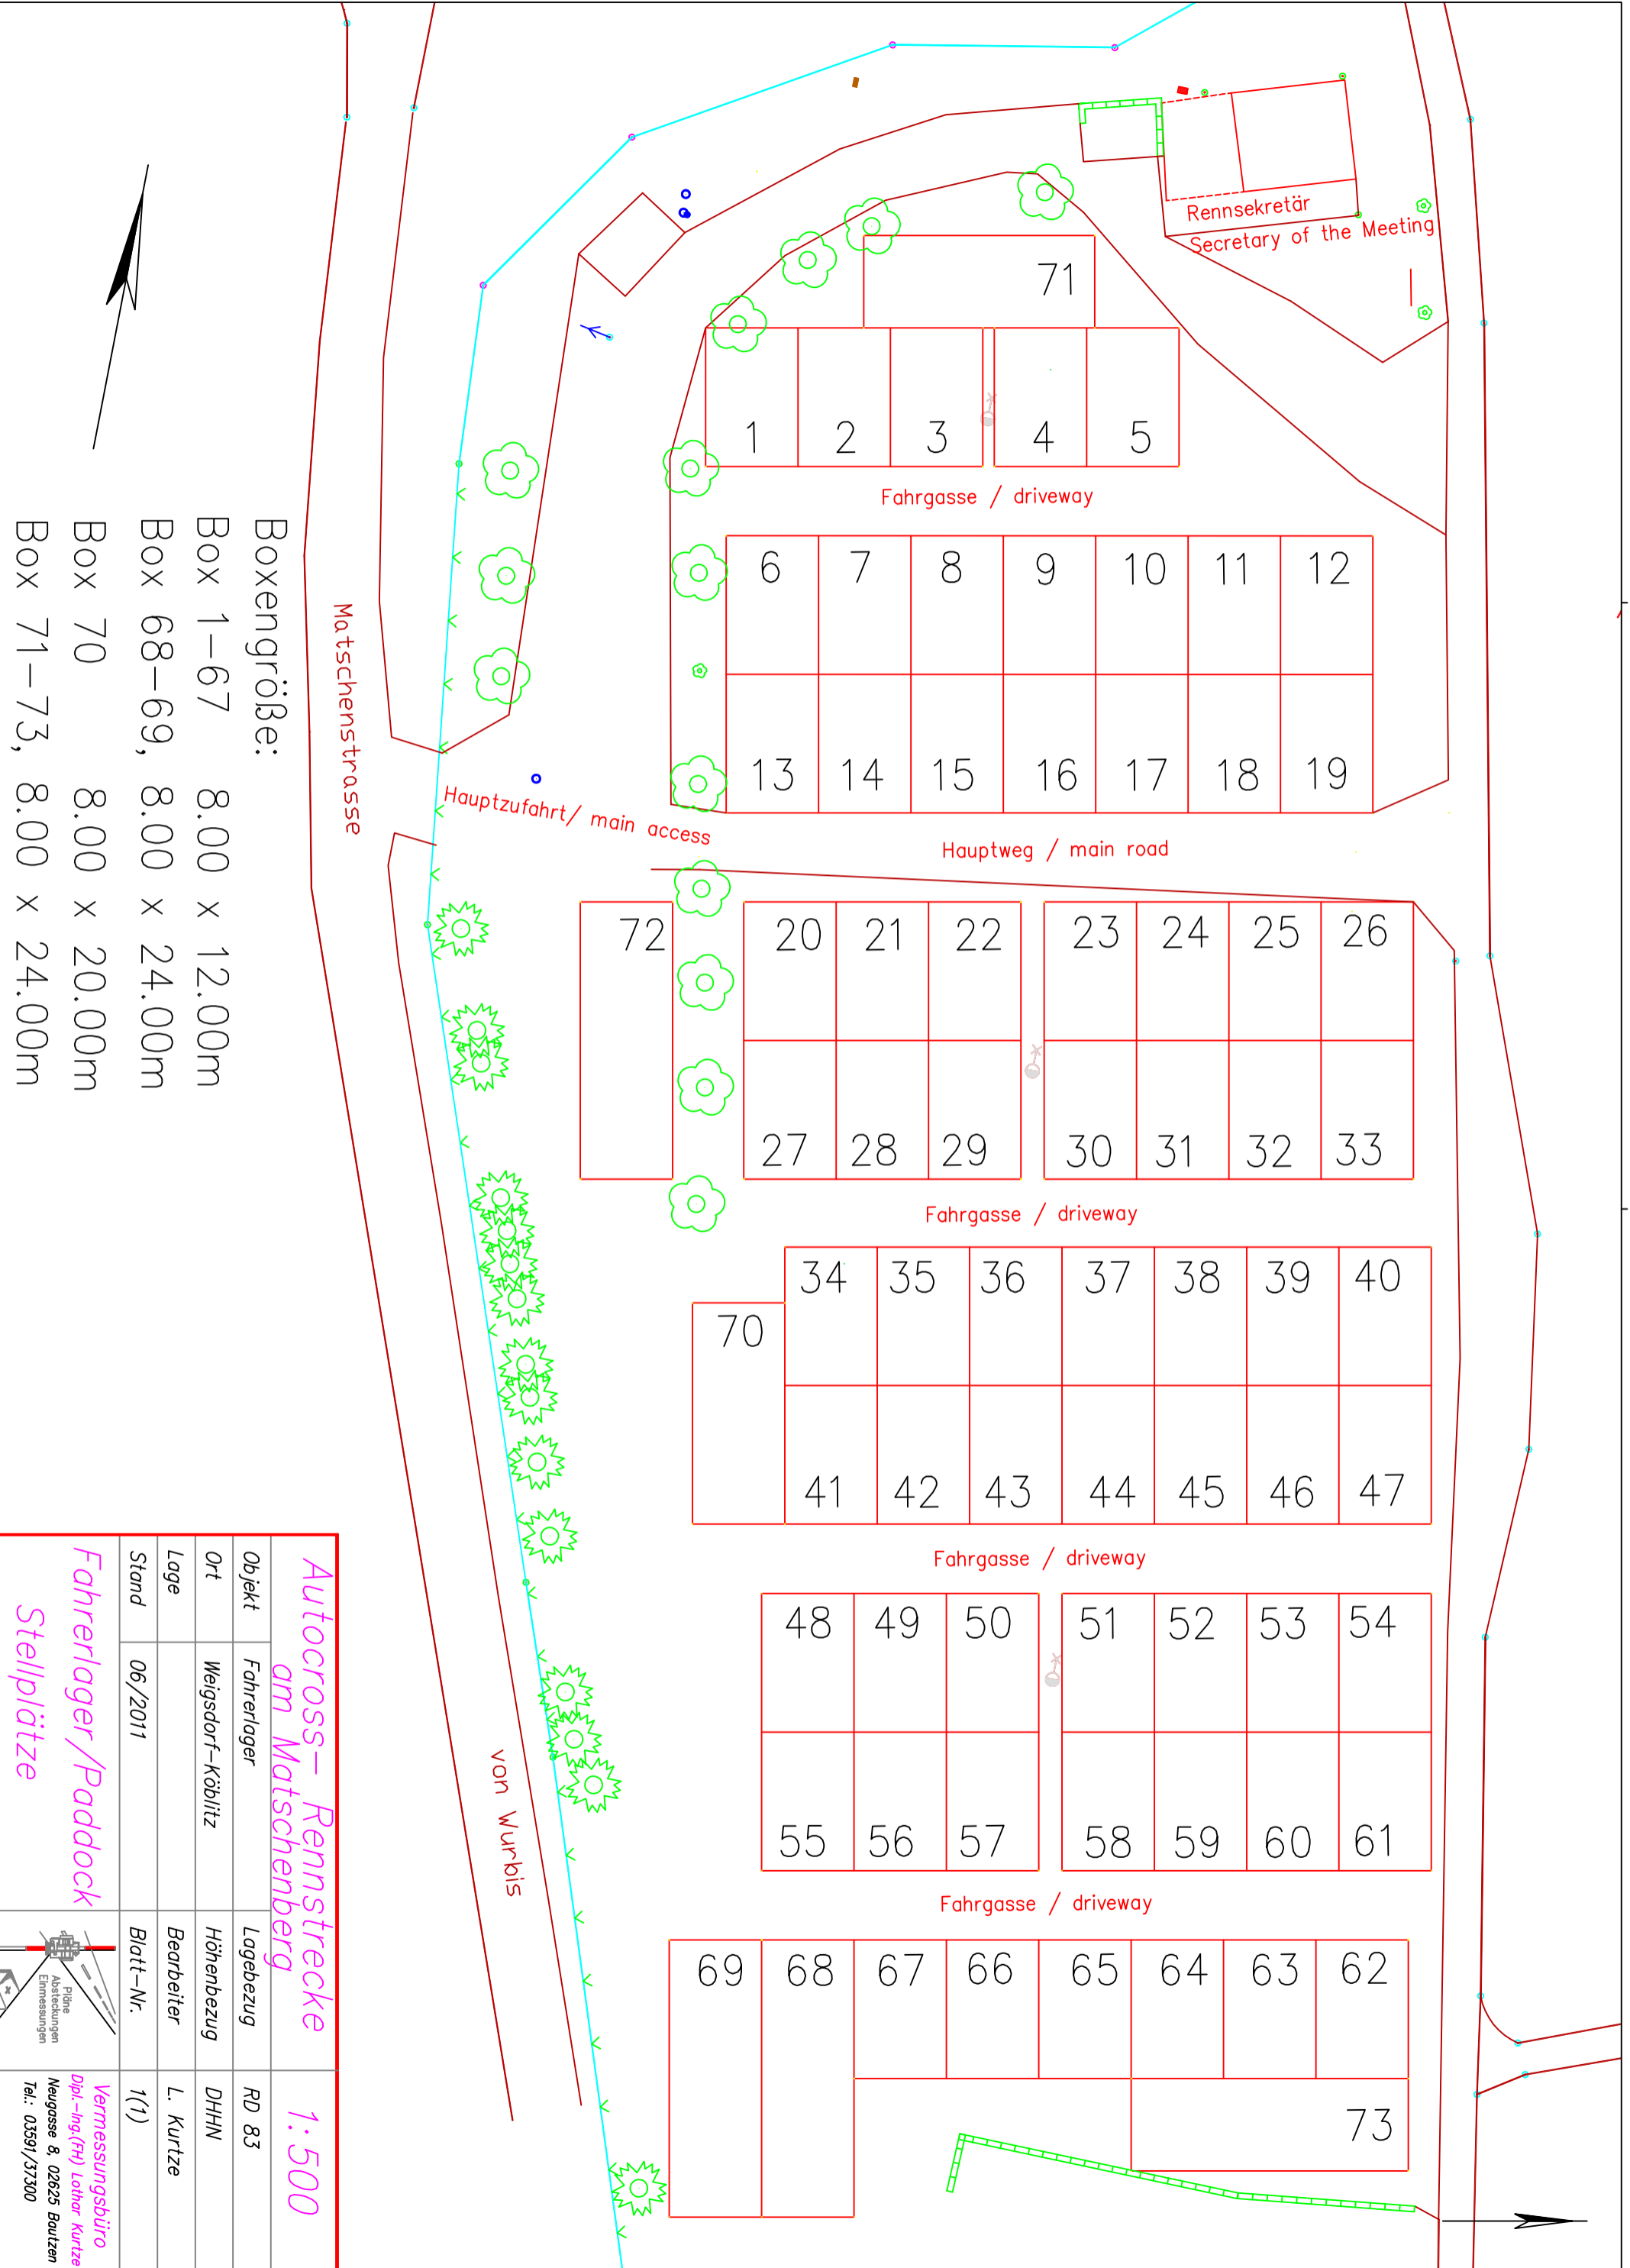 Rennsekretär
Secretary of the Meeting
71
1 2 3 4 5
Fahrgasse / driveway
6 7 8 9 10 11 12
13 14 15 16 17 18 19
Hauptzufahrt/ main access
Hauptweg / main road
72 20 21 22 23 24 25 26
27 28 29 30 31 32 33
Fahrgasse / driveway
34 35 36 37 38 39 40
70
41 42 43 44 45 46 47
Fahrgasse / driveway
48 49 50 51 52 53 54
55 56 57 58 59 60 61
Fahrgasse / driveway
69 68 67 66 65 64 63 62
73
Matschenstrasse
von Wurbis
Boxengröße:
Box 1-67 8.00 x 12.00m
Box 68-69, 8.00 x 24.00m
Box 70 8.00 x 20.00m
Box 71-73, 8.00 x 24.00m
Autocross- Rennstrecke
am Matschenberg
1:500
Objekt Fahrerlager Lagebezug RD 83
Ort Weigsdorf-Köblitz Höhenbezug DHHN
Lage Bearbeiter L. Kurtze
Stand 06/2011 Blatt-Nr. 1(1)
Fahrerlager/Paddock
Stellplätze
Pläne
Absteckungen
Einmessungen
Vermessungsbüro
Dipl.-Ing.(FH) Lothar Kurtze
Neugasse 8, 02625 Bautzen
Tel.: 03591/37300